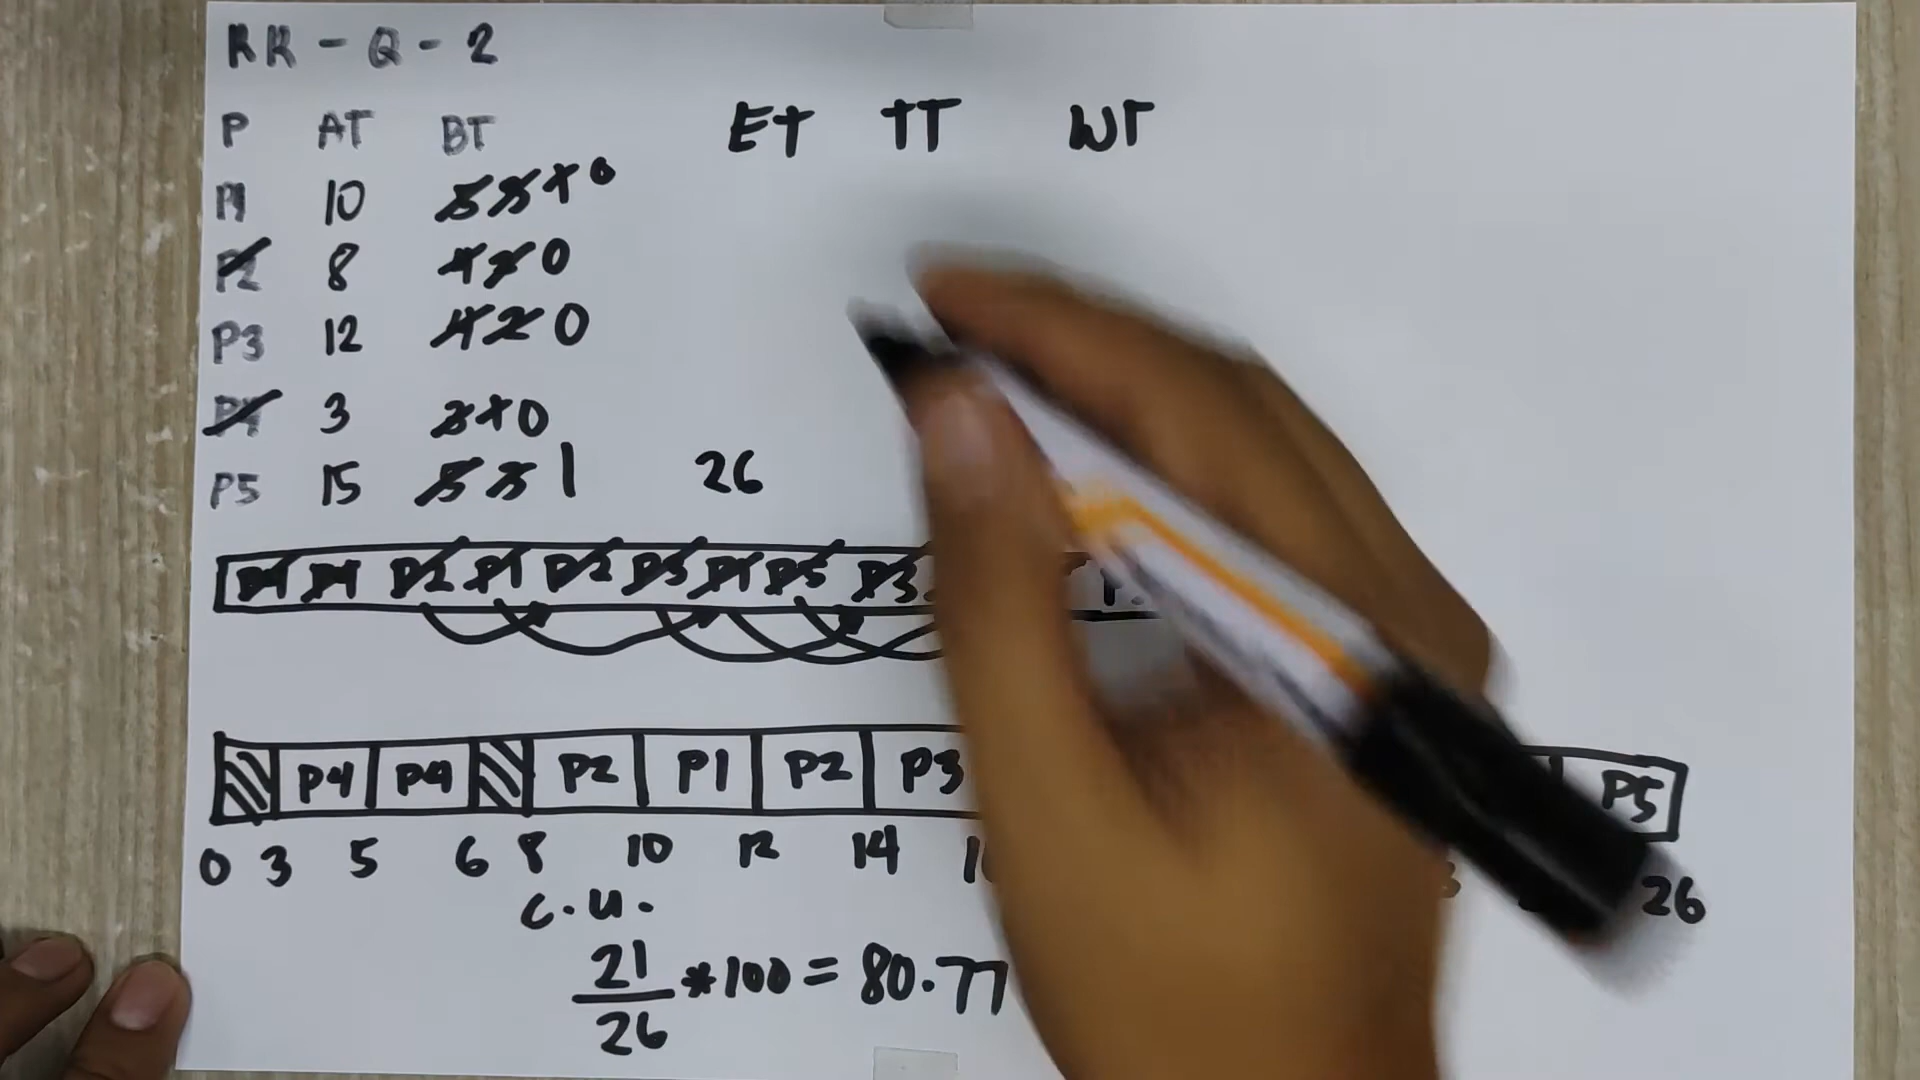 RR - Q - 2
P AT BT ET TT WT
P1 10 5 3 1 0
P2 8 4 2 0
P3 12 4 2 0
P4 3 3 1 0
P5 15 5 3 1 26
P4 P4 P2 P1 P2 P3 P1 P5 P3
P4 P4 P2 P1 P2 P3 P5
0 3 5 6 8 10 12 14 26
C.U.
21
* 100 = 80.77
26